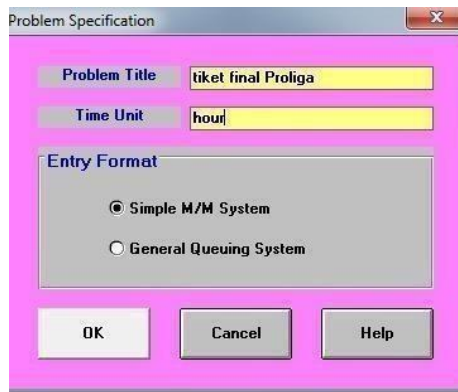 Problem Specification
Problem Title tiket final Proliga
Time Unit hour
Entry Format
Simple M/M System
General Queuing System
OK Cancel Help